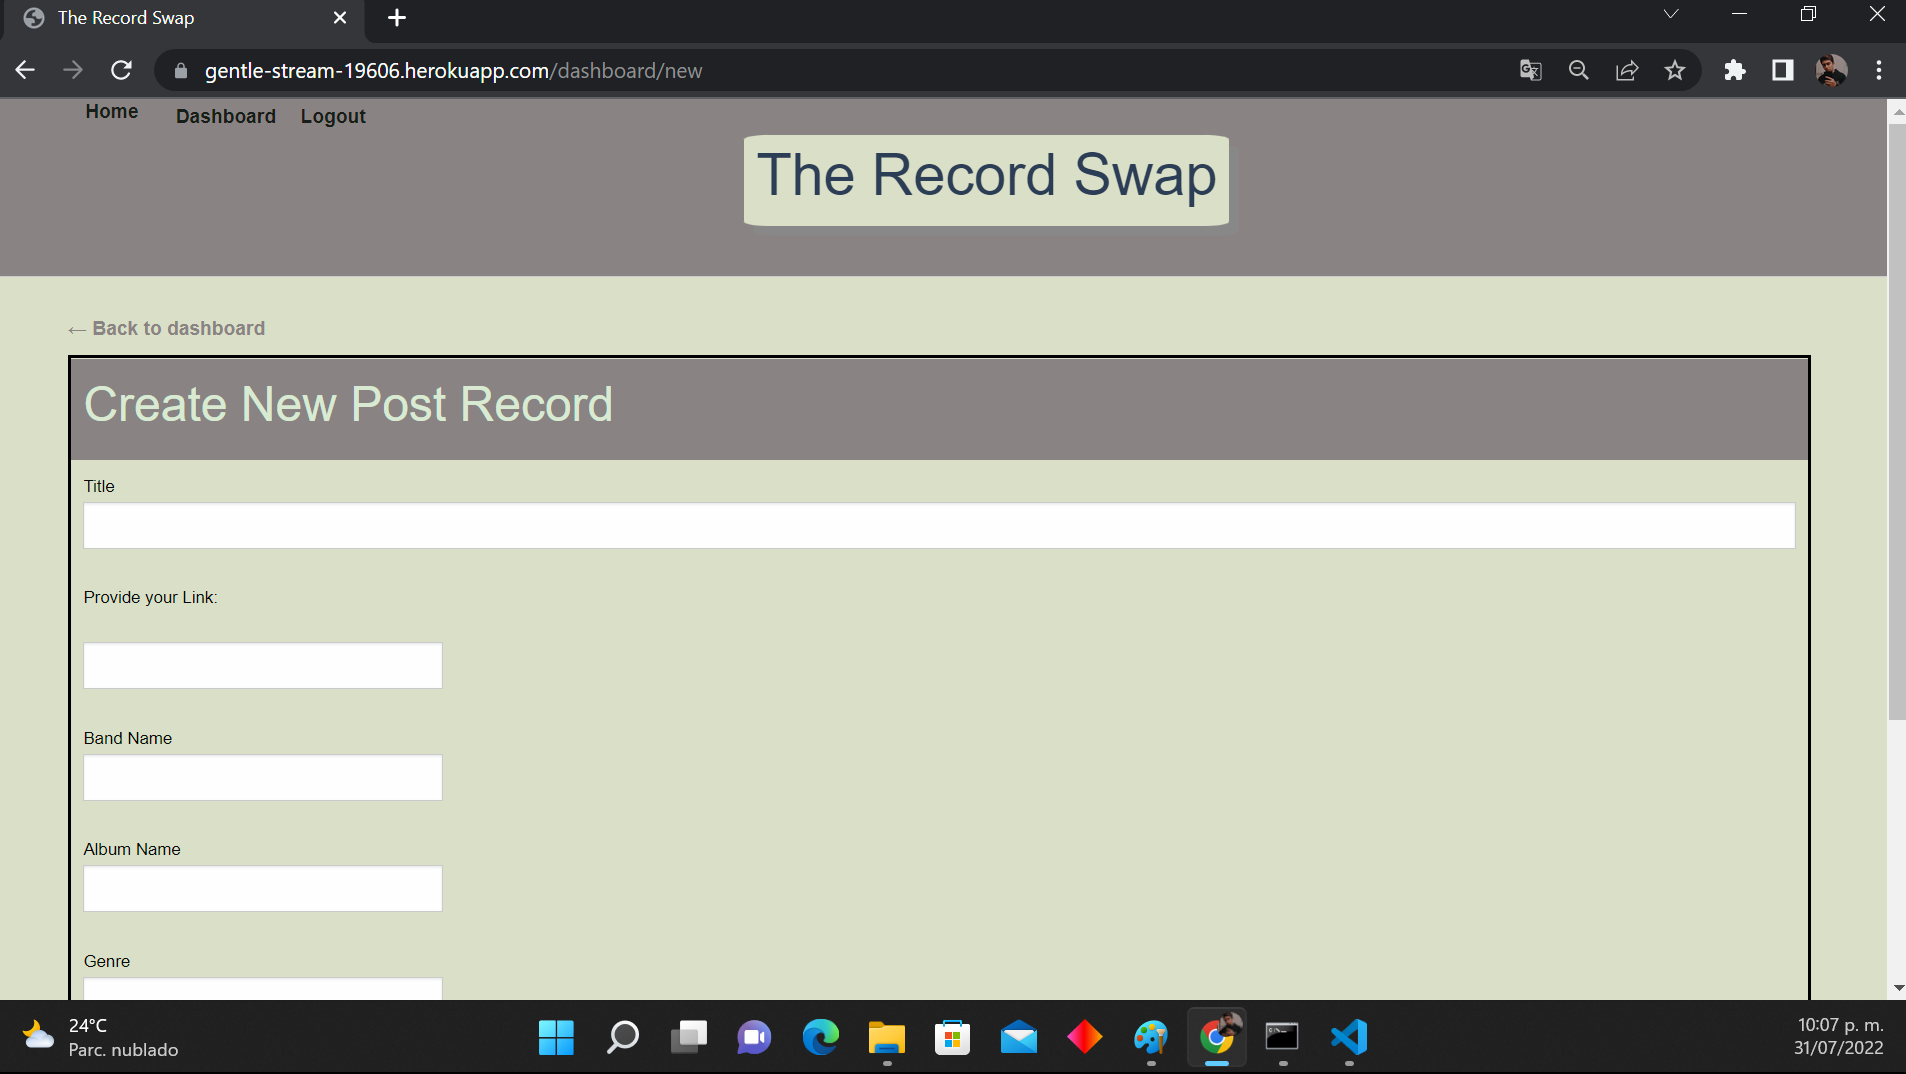 The Record Swap
gentle-stream-19606.herokuapp.com/dashboard/new
Home Dashboard Logout
The Record Swap
← Back to dashboard
Create New Post Record
Title
Provide your Link:
Band Name
Album Name
Genre
24°C
Parc. nublado
10:07 p. m.
31/07/2022